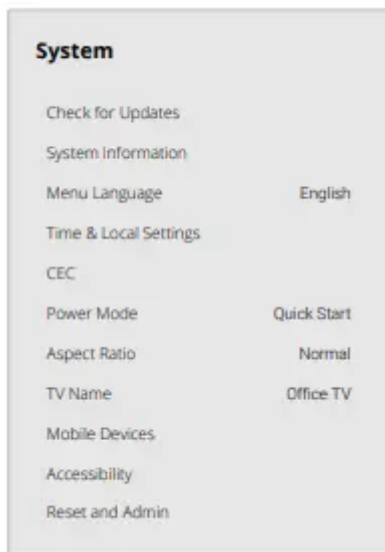 System
Check for Updates
System Information
Menu Language English
Time & Local Settings
CEC
Power Mode Quick Start
Aspect Ratio Normal
TV Name Office TV
Mobile Devices
Accessibility
Reset and Admin